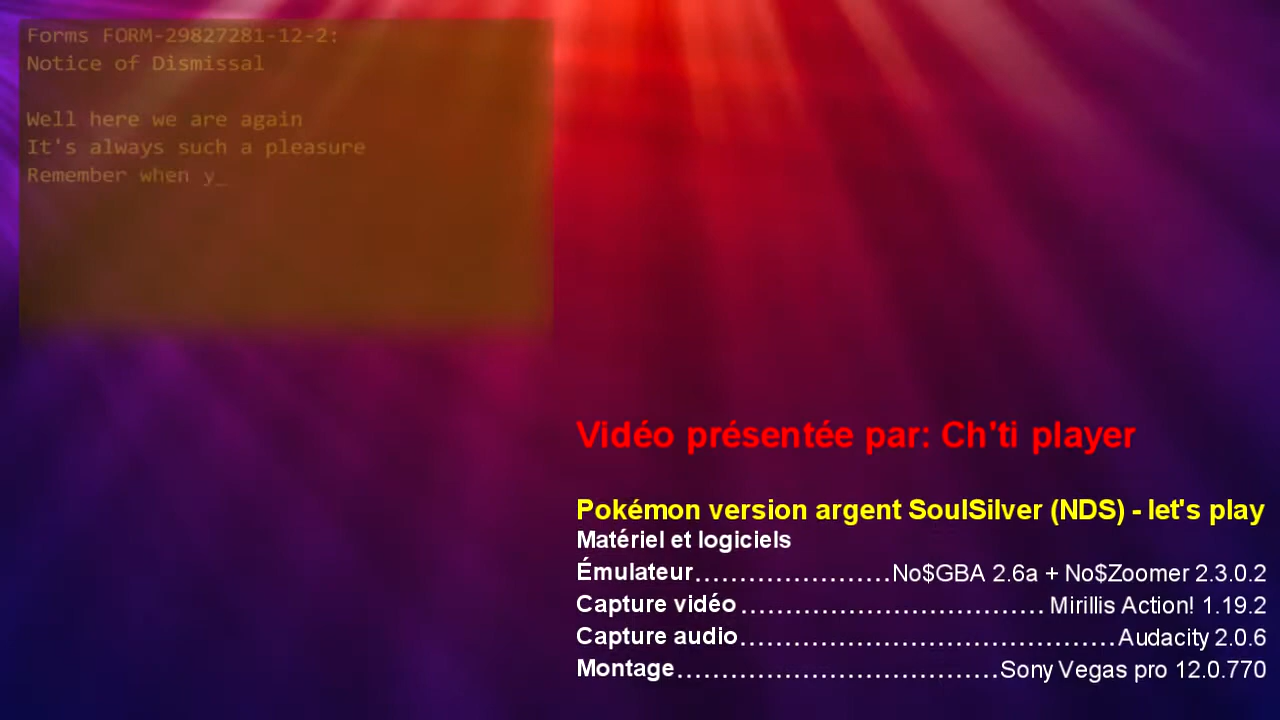 Forms FORM-29827281-12-2:
Notice of Dismissal
Well here we are again
It's always such a pleasure
Remember when y_
Vidéo présentée par: Ch'ti player
Pokémon version argent SoulSilver (NDS) - let's play
Matériel et logiciels
Émulateur......................No$GBA 2.6a + No$Zoomer 2.3.0.2
Capture vidéo.................................. Mirillis Action! 1.19.2
Capture audio..........................................Audacity 2.0.6
Montage....................................Sony Vegas pro 12.0.770